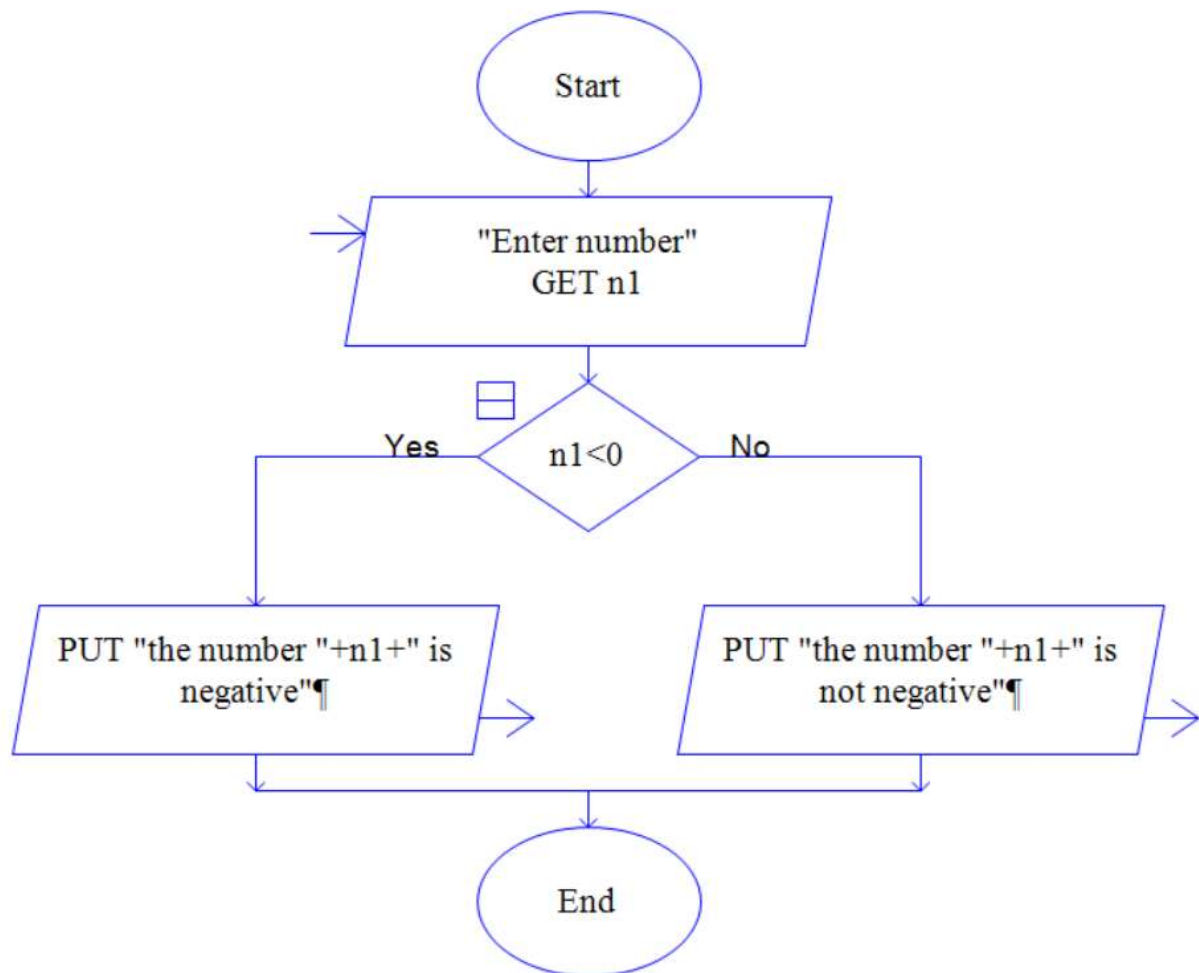 Start
"Enter number"
GET n1
Yes
n1<0
No
PUT "the number "+n1+" is
negative"¶
PUT "the number "+n1+" is
not negative"¶
End